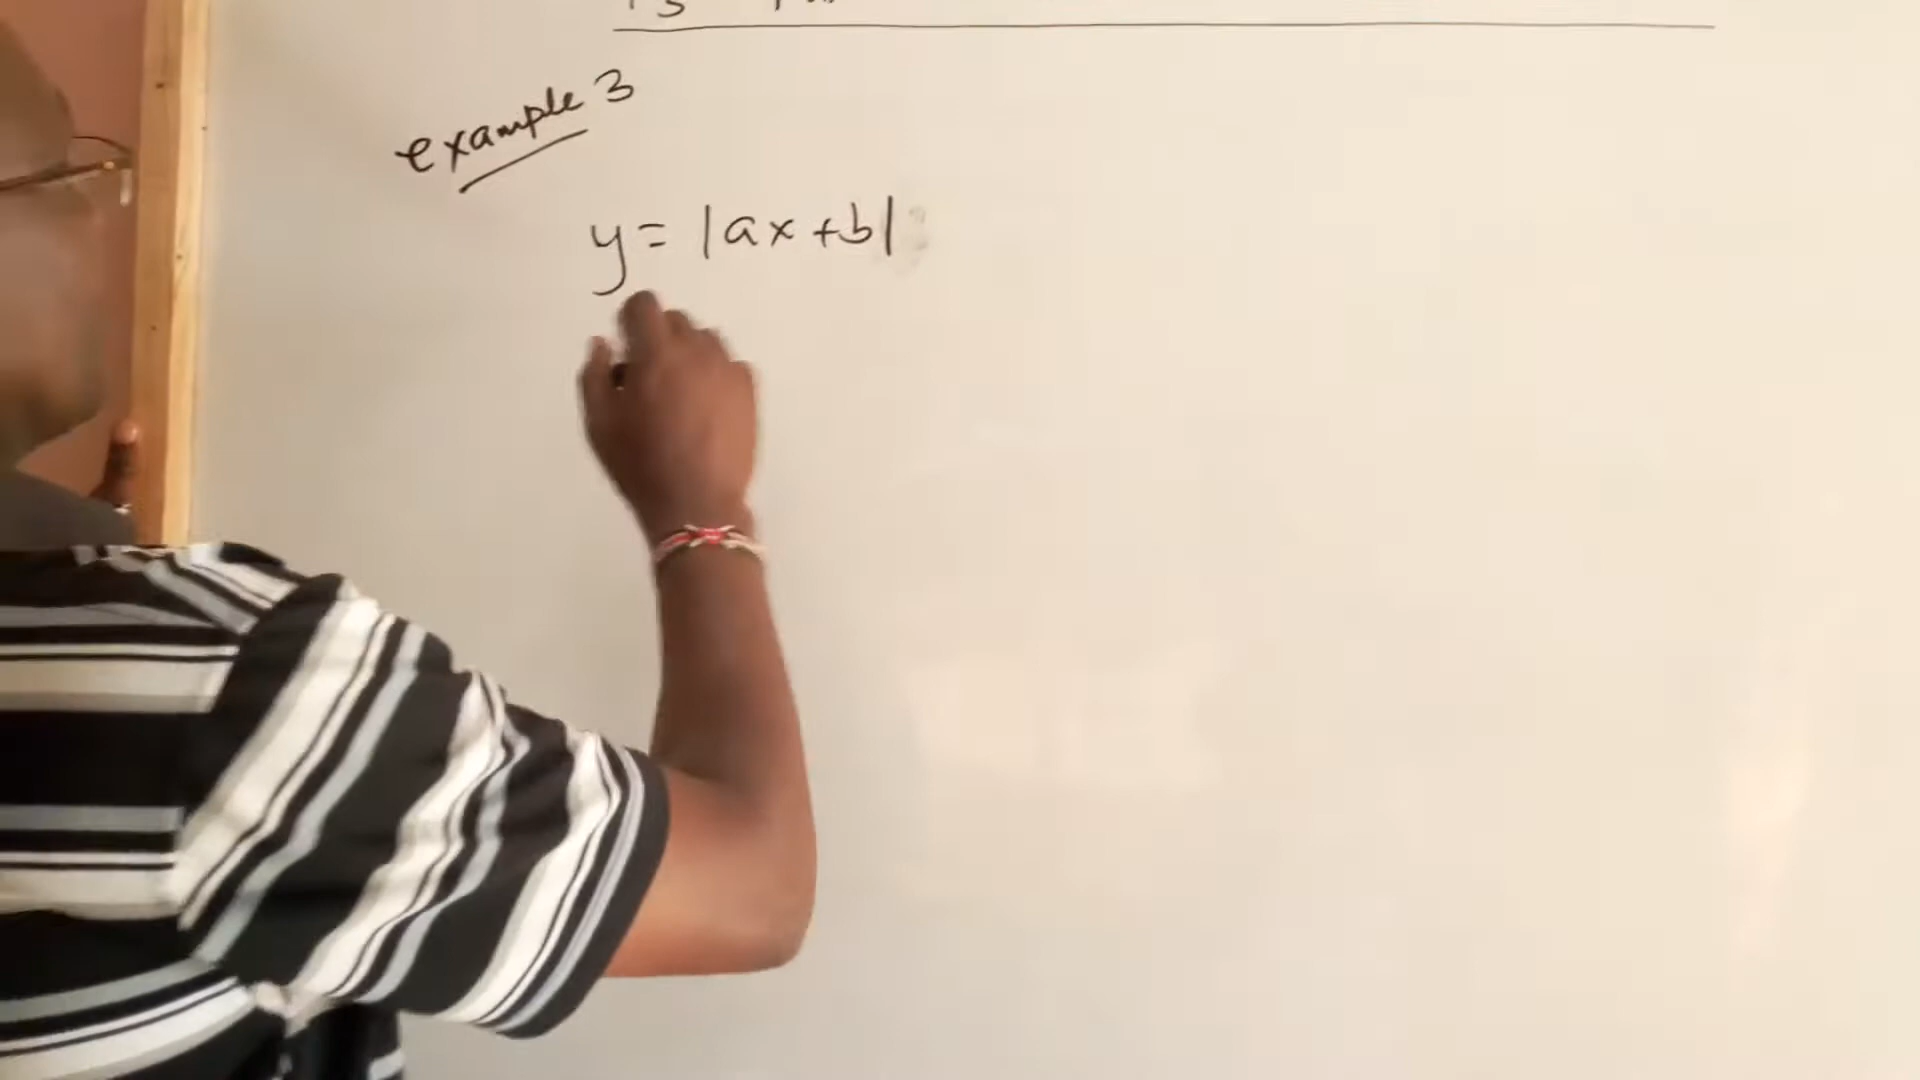 example 3
y = |ax+b|